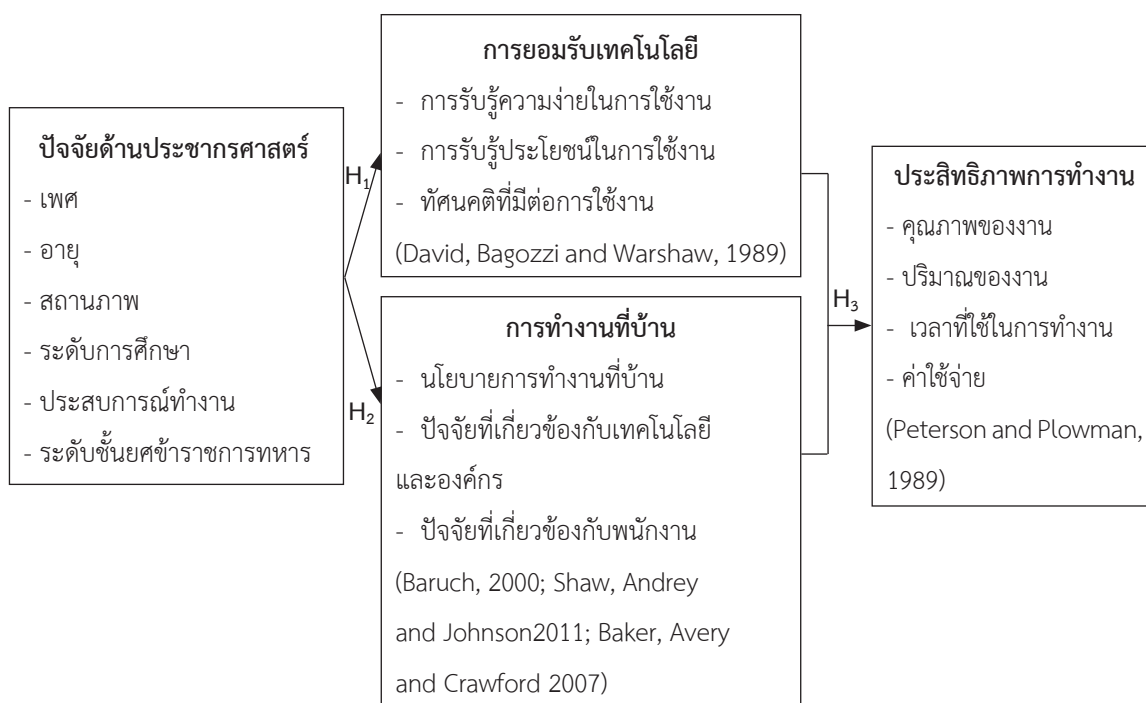 ปัจจัยด้านประชากรศาสตร์
- เพศ
- อายุ
- สถานภาพ
- ระดับการศึกษา
- ประสบการณ์ทำงาน
- ระดับชั้นยศข้าราชการทหาร
H1
H2
การยอมรับเทคโนโลยี
- การรับรู้ความง่ายในการใช้งาน
- การรับรู้ประโยชน์ในการใช้งาน
- ทัศนคติที่มีต่อการใช้งาน
(David, Bagozzi and Warshaw, 1989)
การทำงานที่บ้าน
- นโยบายการทำงานที่บ้าน
- ปัจจัยที่เกี่ยวข้องกับเทคโนโลยี
และองค์กร
- ปัจจัยที่เกี่ยวข้องกับพนักงาน
(Baruch, 2000; Shaw, Andrey
and Johnson2011; Baker, Avery
and Crawford 2007)
H3
ประสิทธิภาพการทำงาน
- คุณภาพของงาน
- ปริมาณของงาน
- เวลาที่ใช้ในการทำงาน
- ค่าใช้จ่าย
(Peterson and Plowman,
1989)